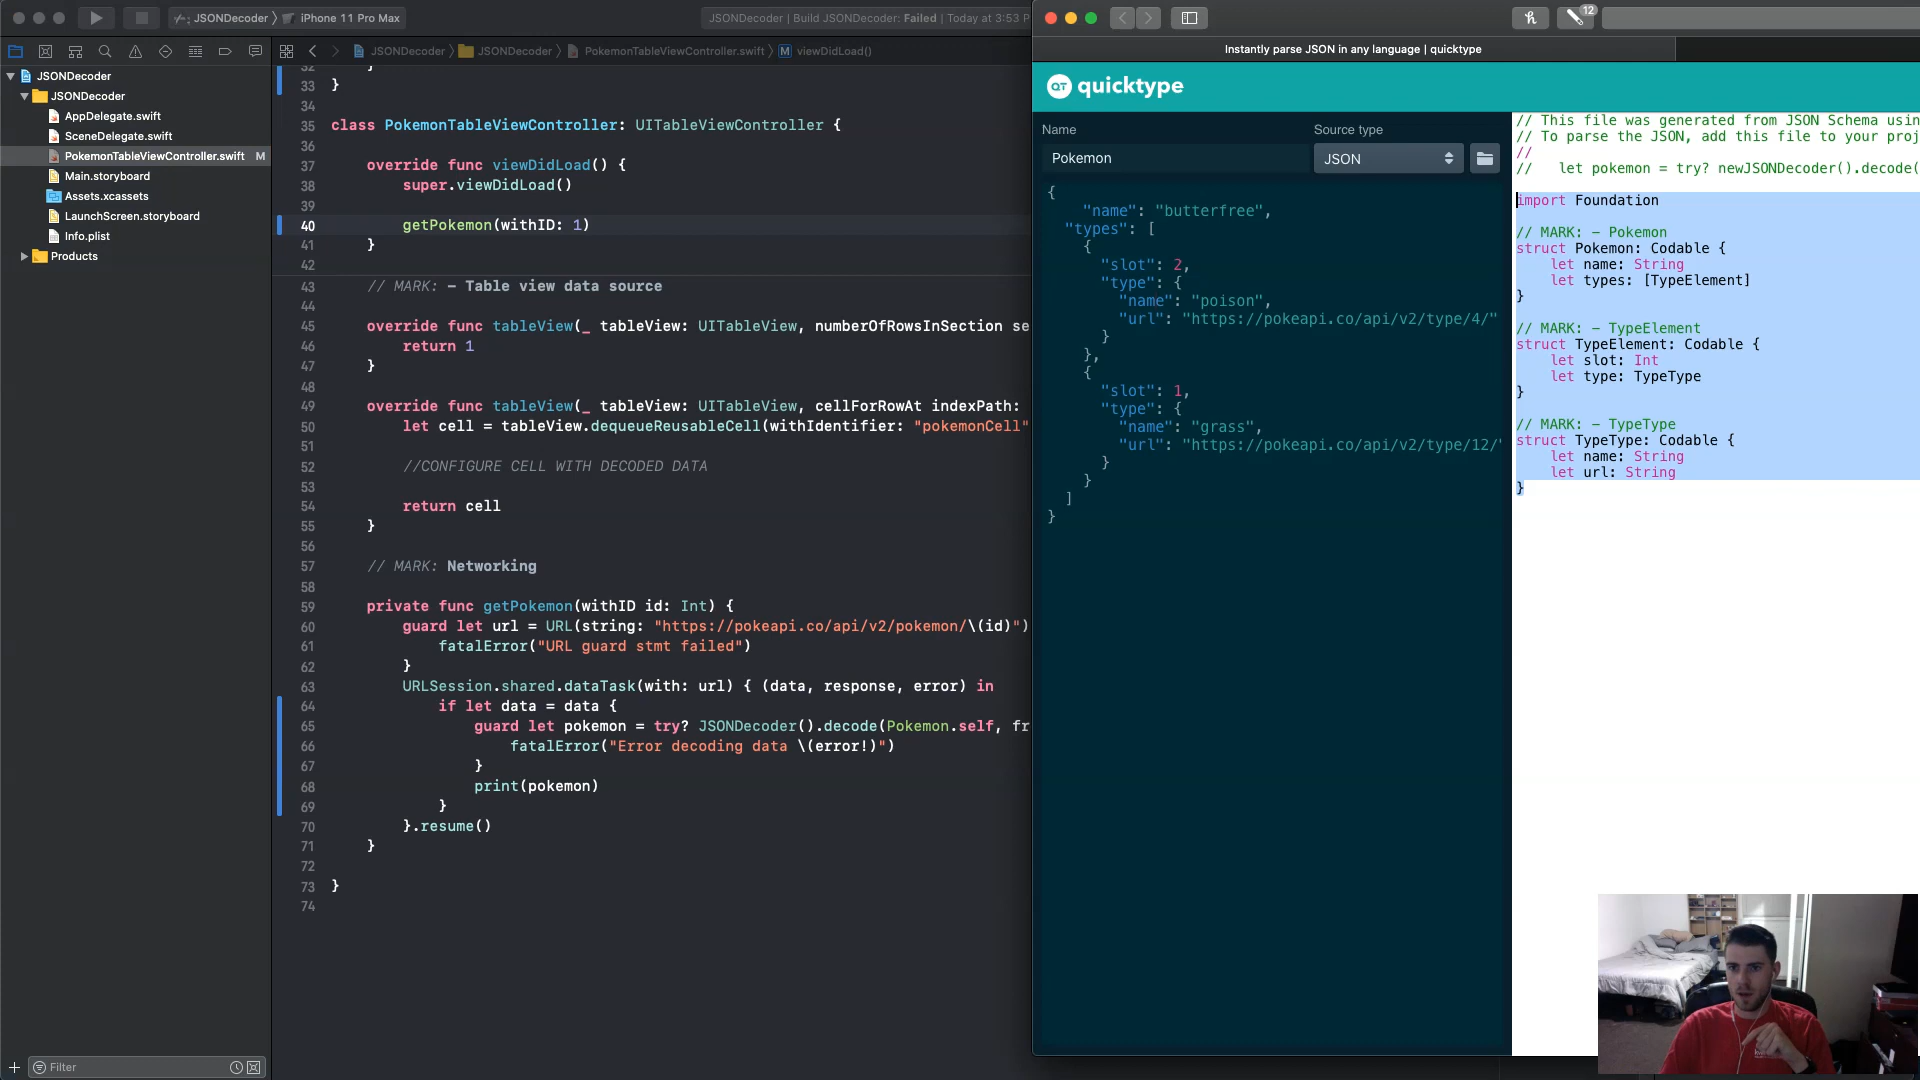 JSONDecoder
iPhone 11 Pro Max
JSONDecoder | Build JSONDecoder: Failed | Today at 3:53 P
JSONDecoder
JSONDecoder
PokemonTableViewController.swift
M
viewDidLoad()
JSONDecoder
JSONDecoder
AppDelegate.swift
SceneDelegate.swift
PokemonTableViewController.swift M
Main.storyboard
Assets.xcassets
LaunchScreen.storyboard
Info.plist
Products
Filter
32 }
33 }
34
35 class PokemonTableViewController: UITableViewController {
36
37 override func viewDidLoad() {
38 super.viewDidLoad()
39
40 getPokemon(withID: 1)
41 }
42
43 // MARK: – Table view data source
44
45 override func tableView(_ tableView: UITableView, numberOfRowsInSection se
46 return 1
47 }
48
49 override func tableView(_ tableView: UITableView, cellForRowAt indexPath:
50 let cell = tableView.dequeueReusableCell(withIdentifier: "pokemonCell"
51
52 //CONFIGURE CELL WITH DECODED DATA
53
54 return cell
55 }
56
57 // MARK: Networking
58
59 private func getPokemon(withID id: Int) {
60 guard let url = URL(string: "https://pokeapi.co/api/v2/pokemon/\(id)")
61 fatalError("URL guard stmt failed")
62 }
63 URLSession.shared.dataTask(with: url) { (data, response, error) in
64 if let data = data {
65 guard let pokemon = try? JSONDecoder().decode(Pokemon.self, fr
66 fatalError("Error decoding data \(error!)")
67 }
68 print(pokemon)
69 }
70 }.resume()
71 }
72
73 }
74
12
Instantly parse JSON in any language | quicktype
QT quicktype
Name
Source type
Pokemon
JSON
{
"name": "butterfree",
"types": [
{
"slot": 2,
"type": {
"name": "poison",
"url": "https://pokeapi.co/api/v2/type/4/"
}
},
{
"slot": 1,
"type": {
"name": "grass",
"url": "https://pokeapi.co/api/v2/type/12/"
}
}
]
}
// This file was generated from JSON Schema usin
// To parse the JSON, add this file to your proj
//
// let pokemon = try? newJSONDecoder().decode(
import Foundation
// MARK: – Pokemon
struct Pokemon: Codable {
let name: String
let types: [TypeElement]
}
// MARK: – TypeElement
struct TypeElement: Codable {
let slot: Int
let type: TypeType
}
// MARK: – TypeType
struct TypeType: Codable {
let name: String
let url: String
}